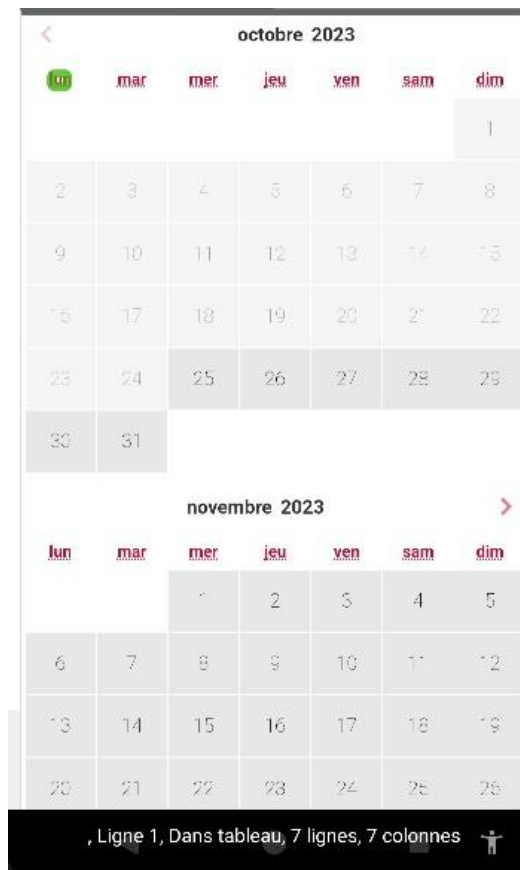 octobre 2023
lun mar mer jeu ven sam dim
1
2 3 4 5 6 7 8
9 10 11 12 13 14 15
16 17 18 19 20 21 22
23 24 25 26 27 28 29
30 31
novembre 2023
lun mar mer jeu ven sam dim
1 2 3 4 5
6 7 8 9 10 11 12
13 14 15 16 17 18 19
20 21 22 23 24 25 26
, Ligne 1, Dans tableau, 7 lignes, 7 colonnes